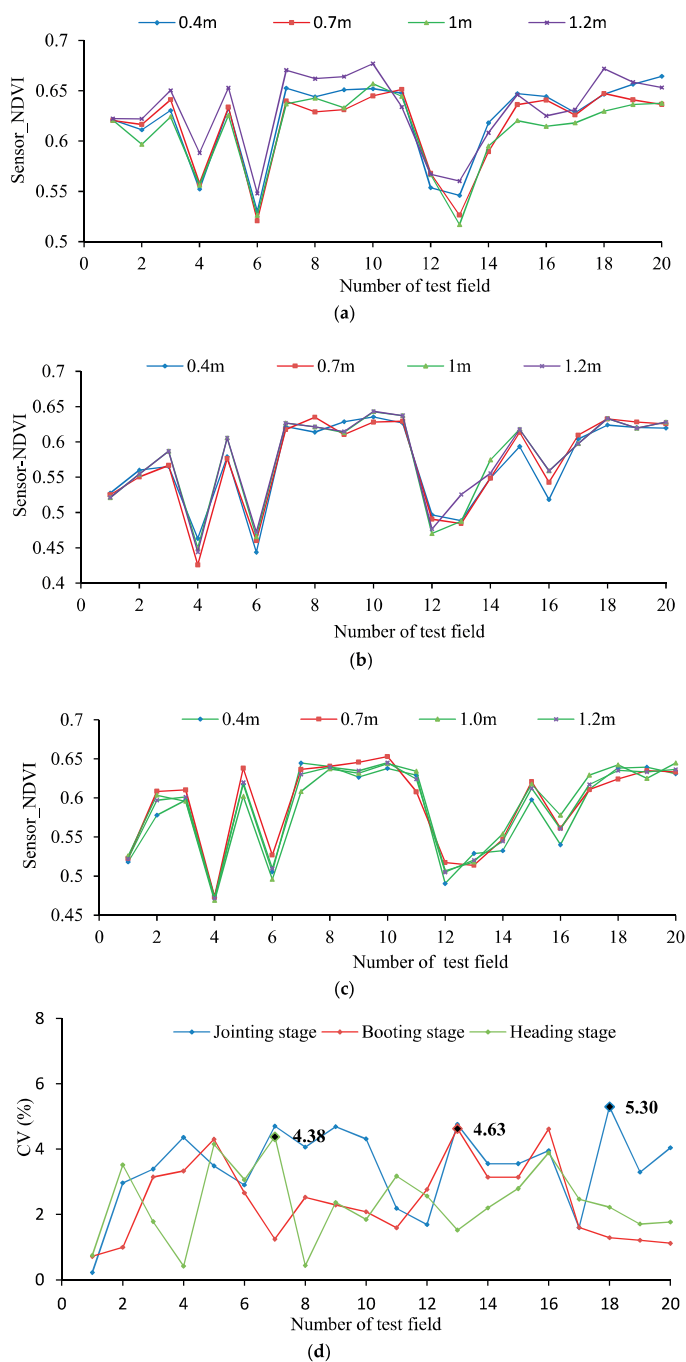 0.4m 0.7m 1m 1.2m
0.7
0.65
0.6
0.55
0.5
Sensor_NDVI
0 2 4 6 8 10 12 14 16 18 20
Number of test field
(a)
0.4m 0.7m 1m 1.2m
0.7
0.65
0.6
0.55
0.5
0.45
0.4
Sensor-NDVI
0 2 4 6 8 10 12 14 16 18 20
Number of test field
(b)
0.4m 0.7m 1.0m 1.2m
0.7
0.65
0.6
0.55
0.5
0.45
Sensor_NDVI
0 2 4 6 8 10 12 14 16 18 20
Number of test field
(c)
Jointing stage Booting stage Heading stage
8
6
4
2
0
CV (%)
4.38 4.63 5.30
0 2 4 6 8 10 12 14 16 18 20
Number of test field
(d)